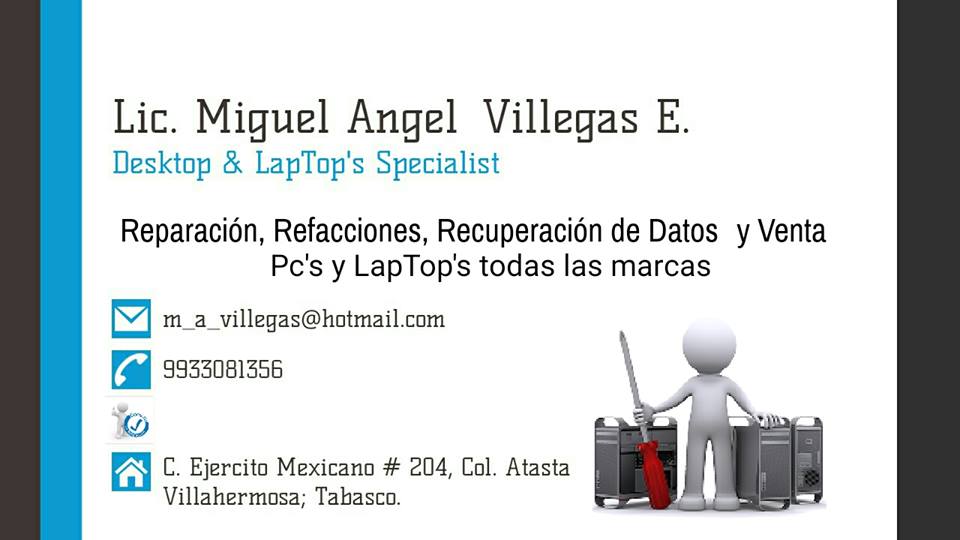 Lic. Miguel Angel Villegas E.
Desktop & LapTop's Specialist
Reparación, Refacciones, Recuperación de Datos y Venta
Pc's y LapTop's todas las marcas
m_a_villegas@hotmail.com
9933081356
C. Ejercito Mexicano # 204, Col. Atasta
Villahermosa; Tabasco.